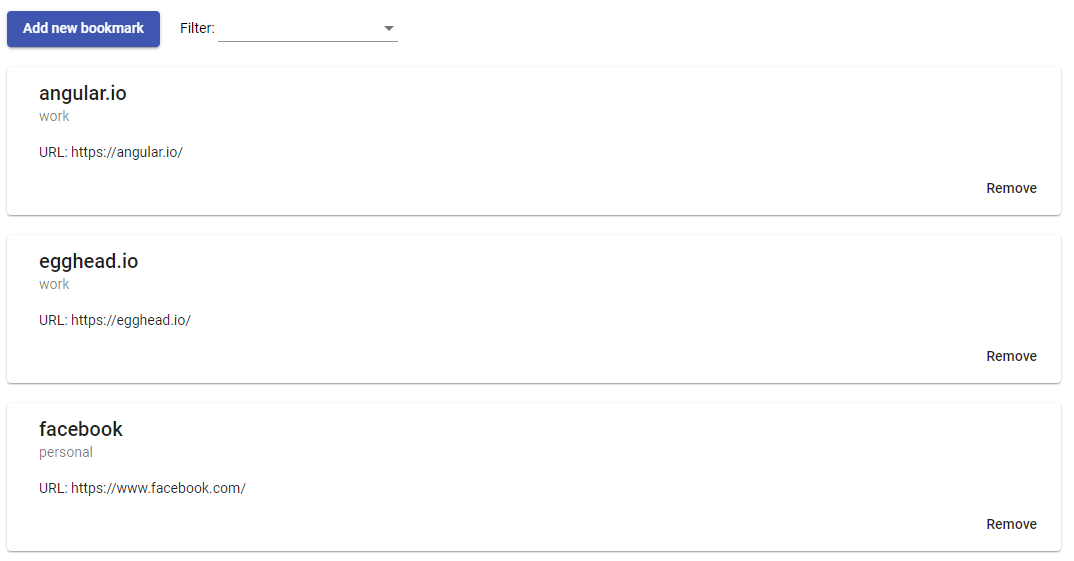 Add new bookmark Filter:
angular.io
work
URL: https://angular.io/
Remove
egghead.io
work
URL: https://egghead.io/
Remove
facebook
personal
URL: https://www.facebook.com/
Remove